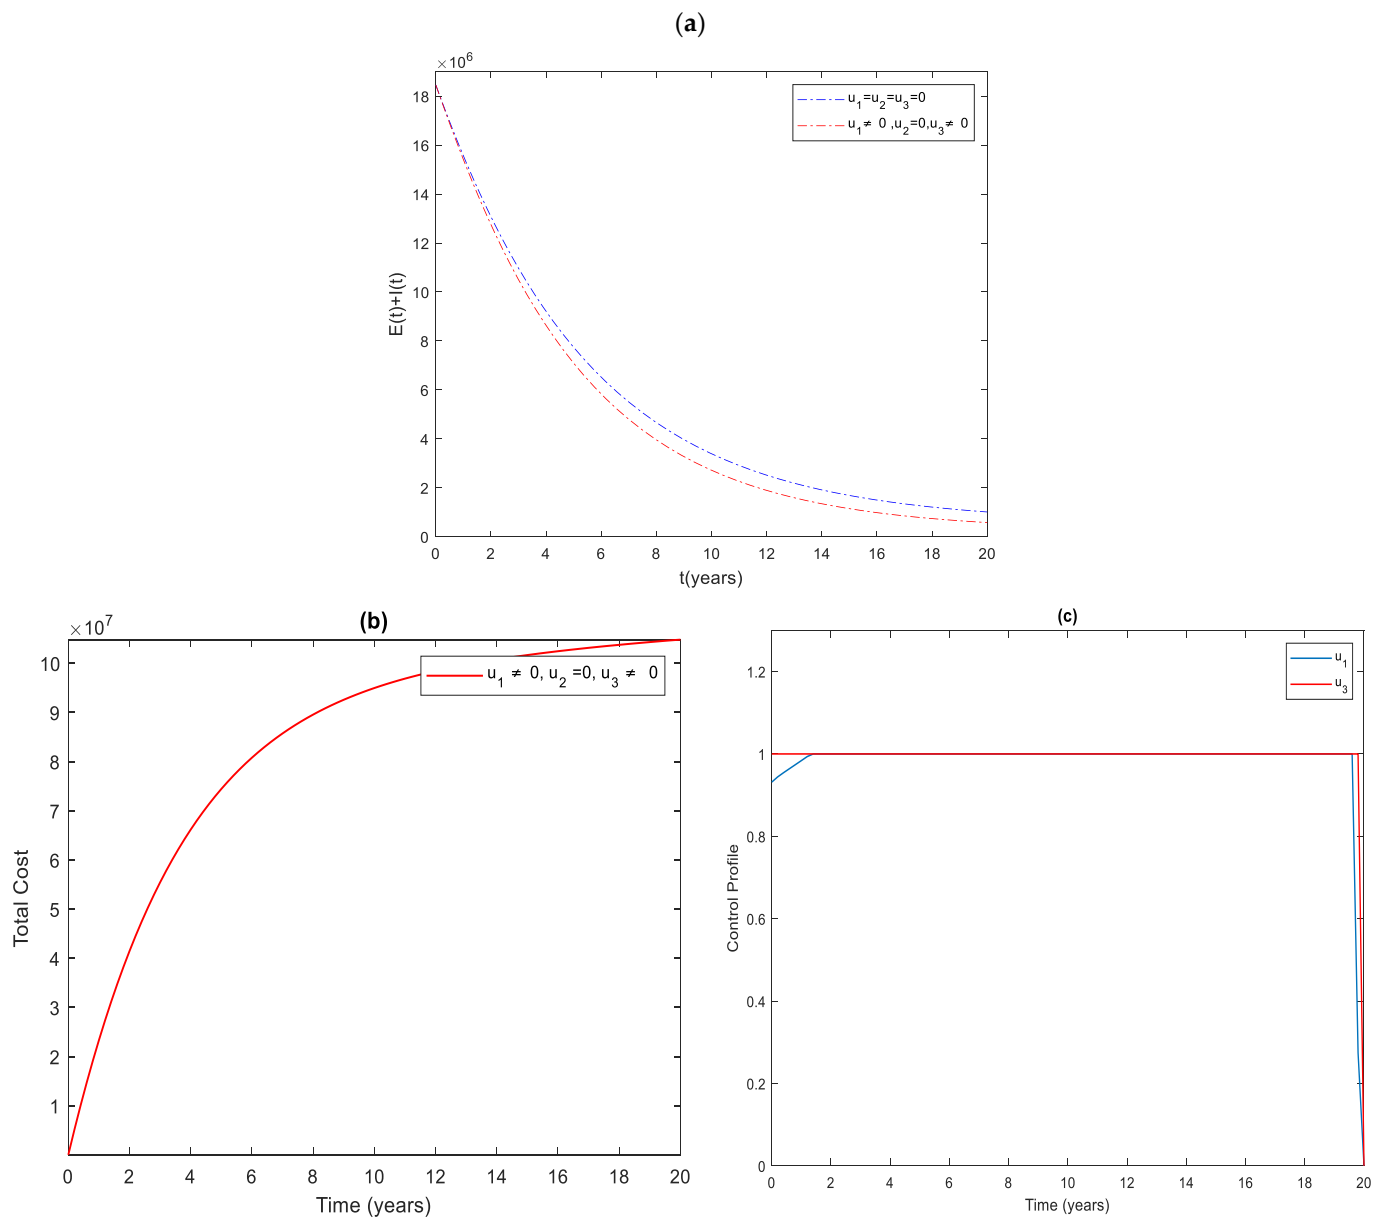 (a)
×10⁶
18
16
14
12
10
8
6
4
2
0
E(t)+I(t)
u₁=u₂=u₃=0
u₁≠ 0 ,u₂=0,u₃≠ 0
0 2 4 6 8 10 12 14 16 18 20
t(years)
(b)
×10⁷
10
9
8
7
6
5
4
3
2
1
Total Cost
u₁ ≠ 0, u₂ =0, u₃ ≠ 0
0 2 4 6 8 10 12 14 16 18 20
Time (years)
(c)
1.2
1
0.8
0.6
0.4
0.2
0
Control Profile
u₁
u₃
0 2 4 6 8 10 12 14 16 18 20
Time (years)